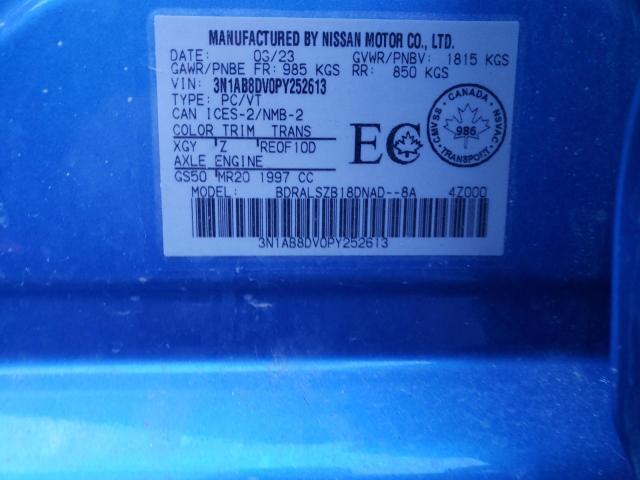 MANUFACTURED BY NISSAN MOTOR CO., LTD.
DATE: 03/23 GVWR/PNBV: 1815 KGS
GAWR/PNBE FR: 985 KGS RR: 850 KGS
VIN: 3N1AB8DV0PY252613
TYPE: PC/VT
CAN ICES-2/NMB-2
COLOR TRIM TRANS
XGY Z RE0F10D
AXLE ENGINE
GS50 MR20 1997 CC
MODEL: BDRALSZB18DNAD--8A 4Z000
3N1AB8DV0PY252613
EC
CMVSS CANADA NSVAC
986
TRANSPORT